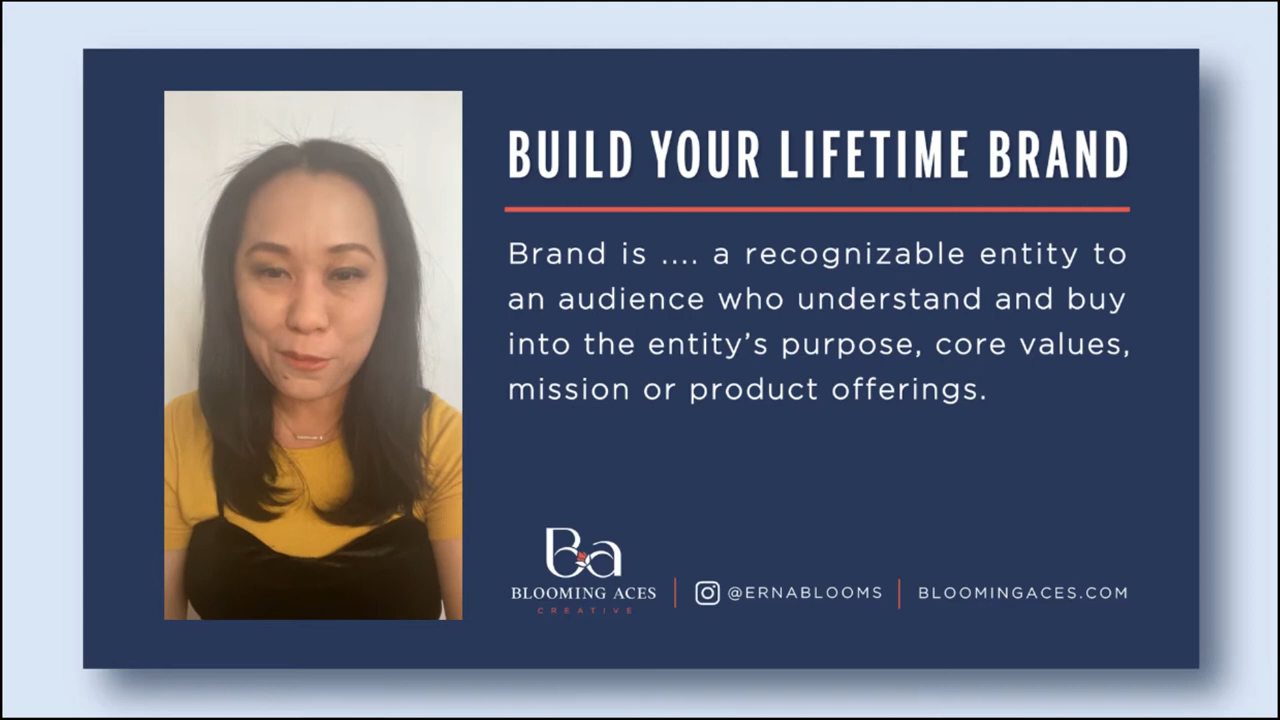 BUILD YOUR LIFETIME BRAND
Brand is .... a recognizable entity to
an audience who understand and buy
into the entity's purpose, core values,
mission or product offerings.
Ba
BLOOMING ACES
CREATIVE
@ERNABLOOMS
BLOOMINGACES.COM